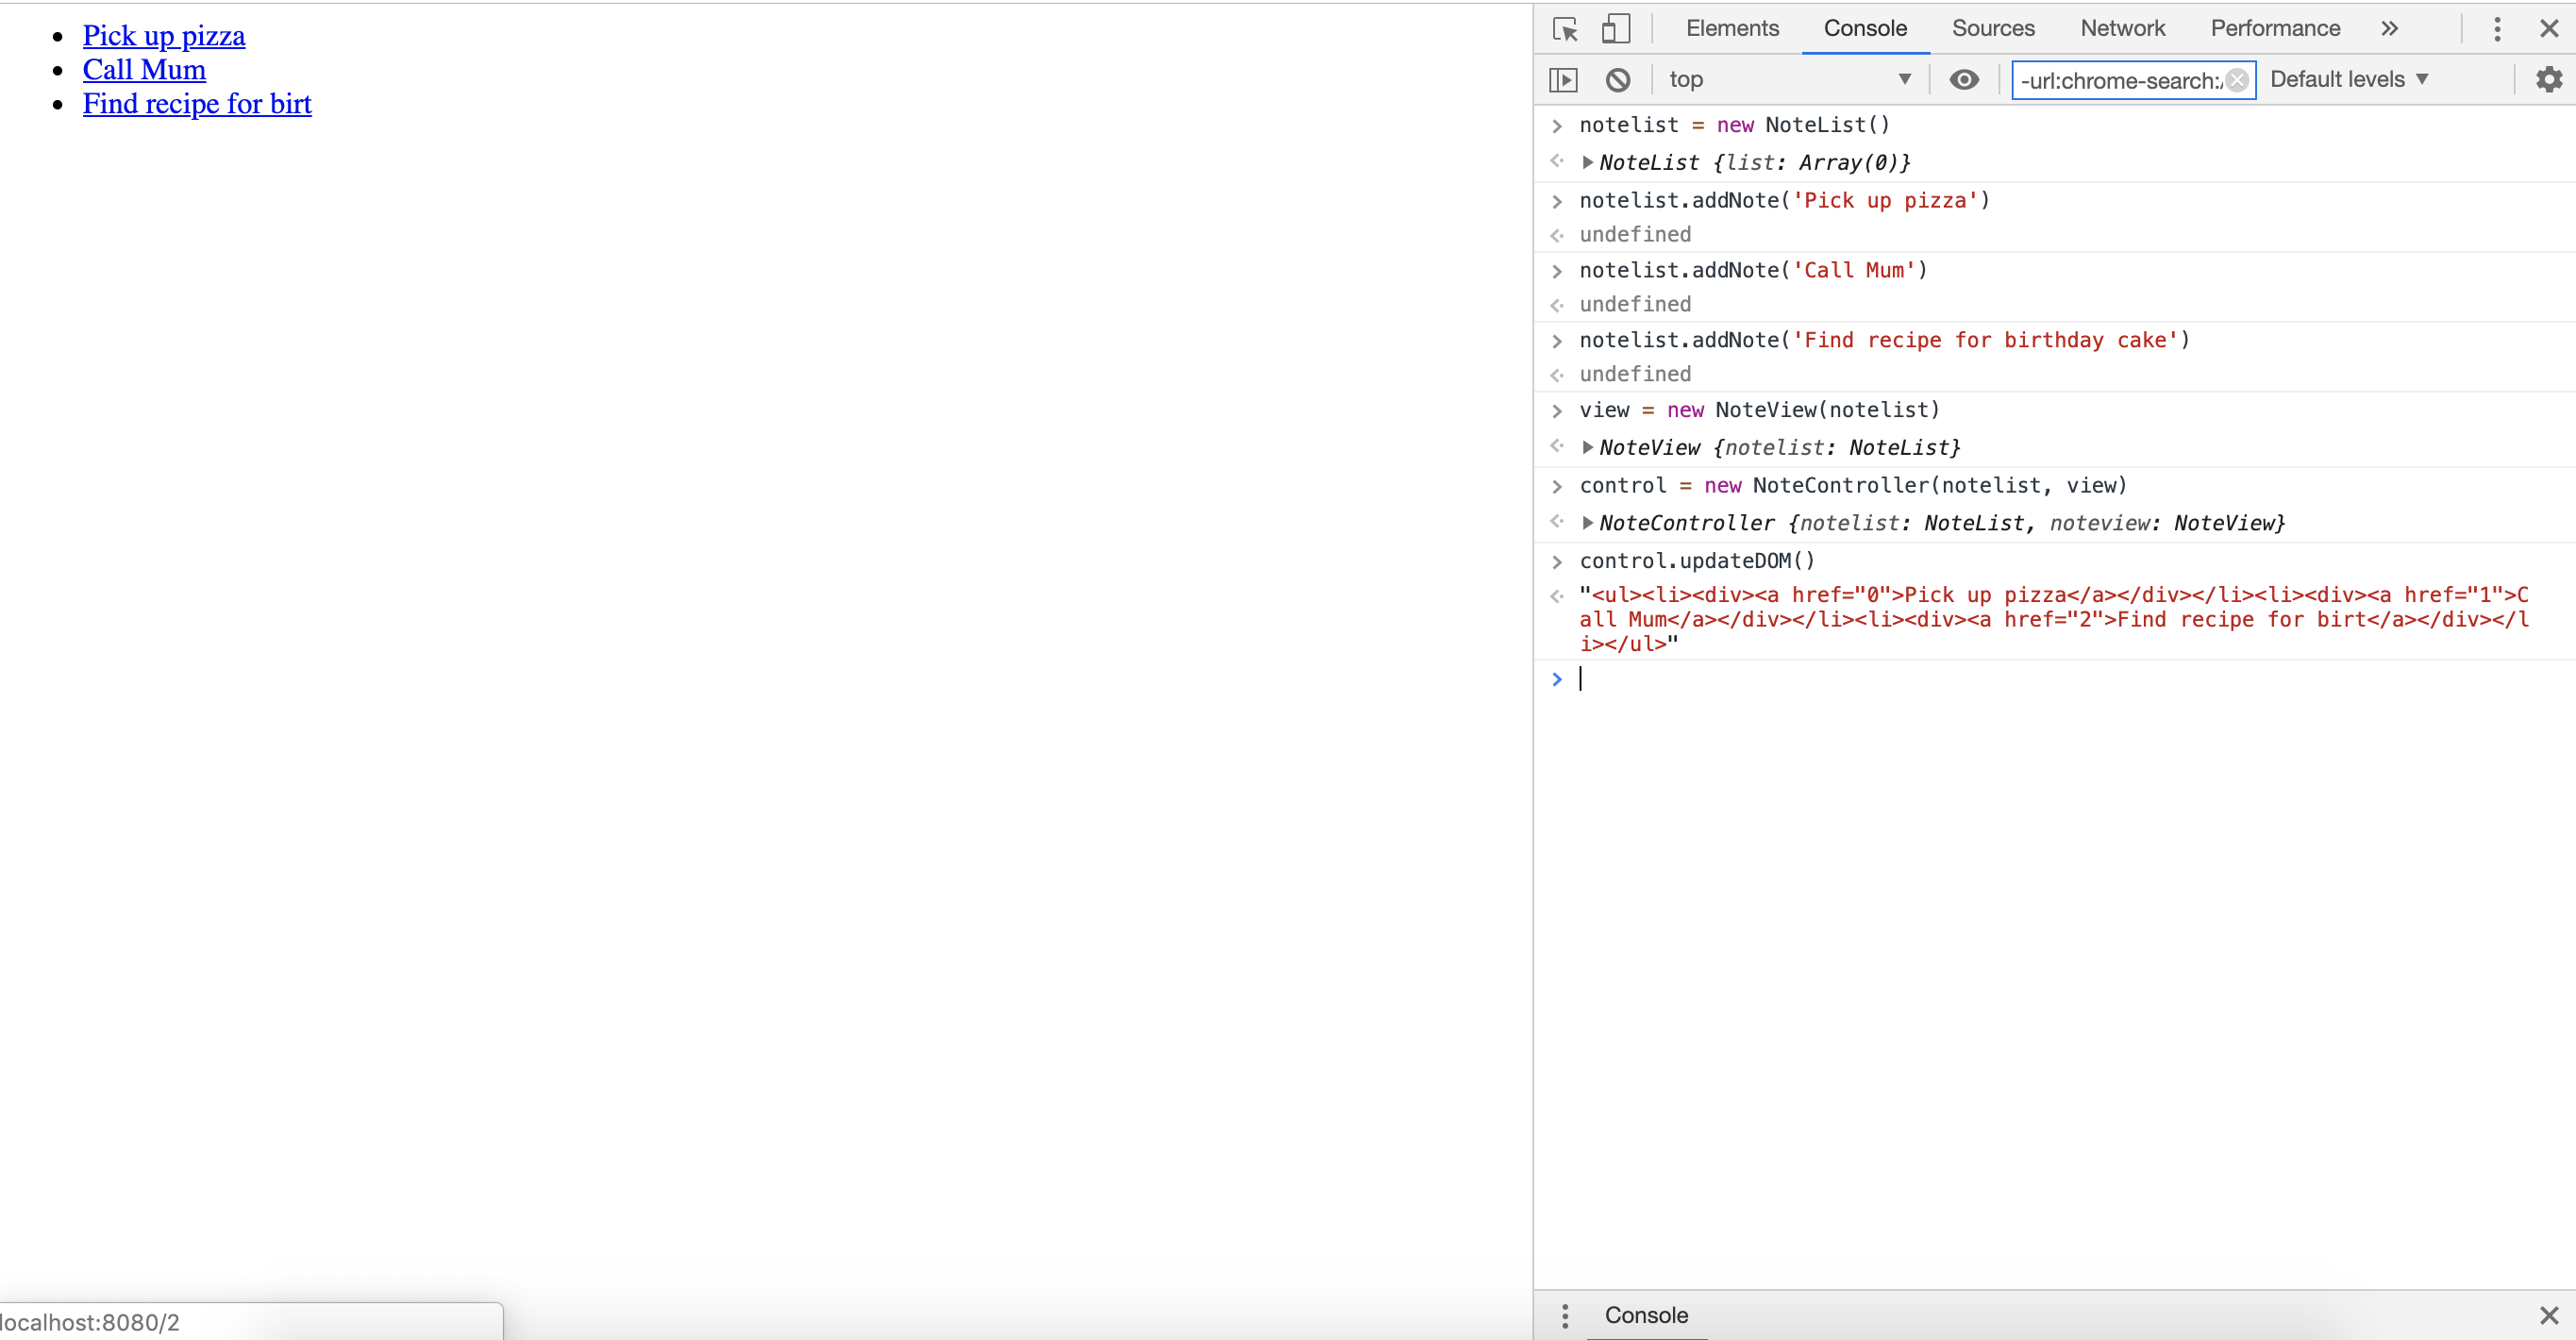 Pick up pizza
Call Mum
Find recipe for birt
localhost:8080/2
Elements Console Sources Network Performance
top -url:chrome-search:/ Default levels
notelist = new NoteList()
NoteList {list: Array(0)}
notelist.addNote('Pick up pizza')
undefined
notelist.addNote('Call Mum')
undefined
notelist.addNote('Find recipe for birthday cake')
undefined
view = new NoteView(notelist)
NoteView {notelist: NoteList}
control = new NoteController(notelist, view)
NoteController {notelist: NoteList, noteview: NoteView}
control.updateDOM()
"<ul><li><div><a href="0">Pick up pizza</a></div></li><li><div><a href="1">C
all Mum</a></div></li><li><div><a href="2">Find recipe for birt</a></div></l
i></ul>"
Console